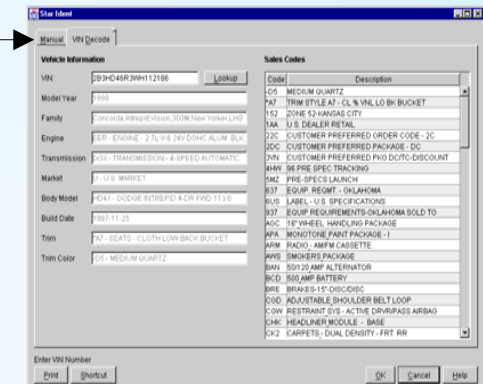 Star Ident
Manual VIN Decode
Vehicle Information
VIN: 2B3HD46R3WH112186 Lookup
Model Year 1998
Family Concorde,Intrepid,Vision,300M,New Yorker,LHS
Engine EER - ENGINE - 2.7L V-6 24V DOHC ALUM BLK
Transmission DGX - TRANSMISSION - 4-SPEED AUTOMATIC
Market U - U.S. MARKET
Body Model HD41 - DODGE INTREPID 4-DR FWD 113.0
Build Date 1997-11-25
Trim *A7 - SEATS - CLOTH LOW-BACK BUCKET
Trim Color -D5 - MEDIUM QUARTZ
Sales Codes
Code Description
-D5 MEDIUM QUARTZ
*A7 TRIM STYLE A7 - CL % VNL LO BK BUCKET
152 ZONE 52-KANSAS CITY
1AA U.S. DEALER RETAIL
22C CUSTOMER PREFERRED ORDER CODE - 2C
2DC CUSTOMER PREFERRED PACKAGE - DC
3VN CUSTOMER PREFERRED PKG DC/TC-DISCOUNT
4HW 98 PRE SPEC TRACKING
5MZ PRE-SPECS LAUNCH
637 EQUIP. REQMT. - OKLAHOMA
6US LABEL - U.S. SPECIFICATIONS
937 EQUIP REQUIREMENTS-OKLAHOMA SOLD TO
AGC 16" WHEEL HANDLING PACKAGE
APA MONOTONE PAINT PACKAGE - I
ARM RADIO - AM/FM CASSETTE
AWS SMOKERS PACKAGE
BAN 50/120 AMP ALTERNATOR
BCD 500 AMP BATTERY
BRE BRAKES-15"-DISC/DISC
CGD ADJUSTABLE SHOULDER BELT LOOP
CGW RESTRAINT SYS - ACTIVE DRVR/PASS AIRBAG
CHK HEADLINER MODULE - BASE
CK2 CARPETS - DUAL DENSITY - FRT RR
Enter VIN Number
Print Shortcut OK Cancel Help